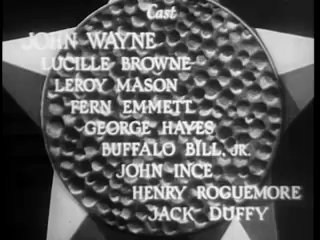 Cast
JOHN WAYNE
LUCILLE BROWNE
LEROY MASON
FERN EMMETT
GEORGE HAYES
BUFFALO BILL, JR.
JOHN INCE
HENRY ROGUEMORE
JACK DUFFY